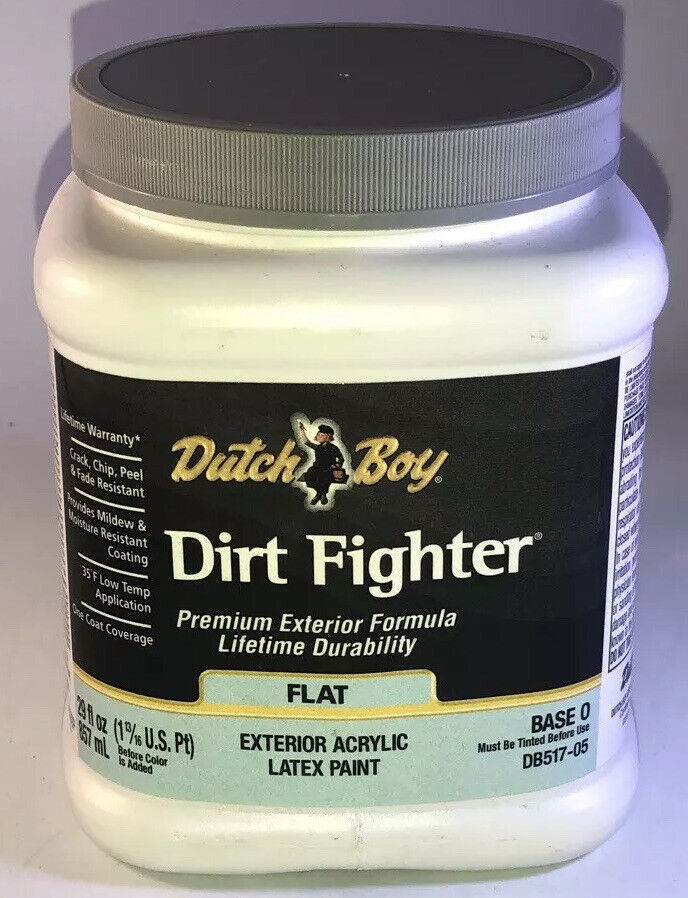 Lifetime Warranty*
Crack, Chip, Peel
& Fade Resistant
Provides Mildew &
Moisture Resistant
Coating
35°F Low Temp
Application
One Coat Coverage
Dutch Boy®
Dirt Fighter®
Premium Exterior Formula
Lifetime Durability
FLAT
29 fl oz (1 13/16 U.S. Pt)
857 mL
Before Color
Is Added
EXTERIOR ACRYLIC
LATEX PAINT
BASE 0
Must Be Tinted Before Use
DB517-05